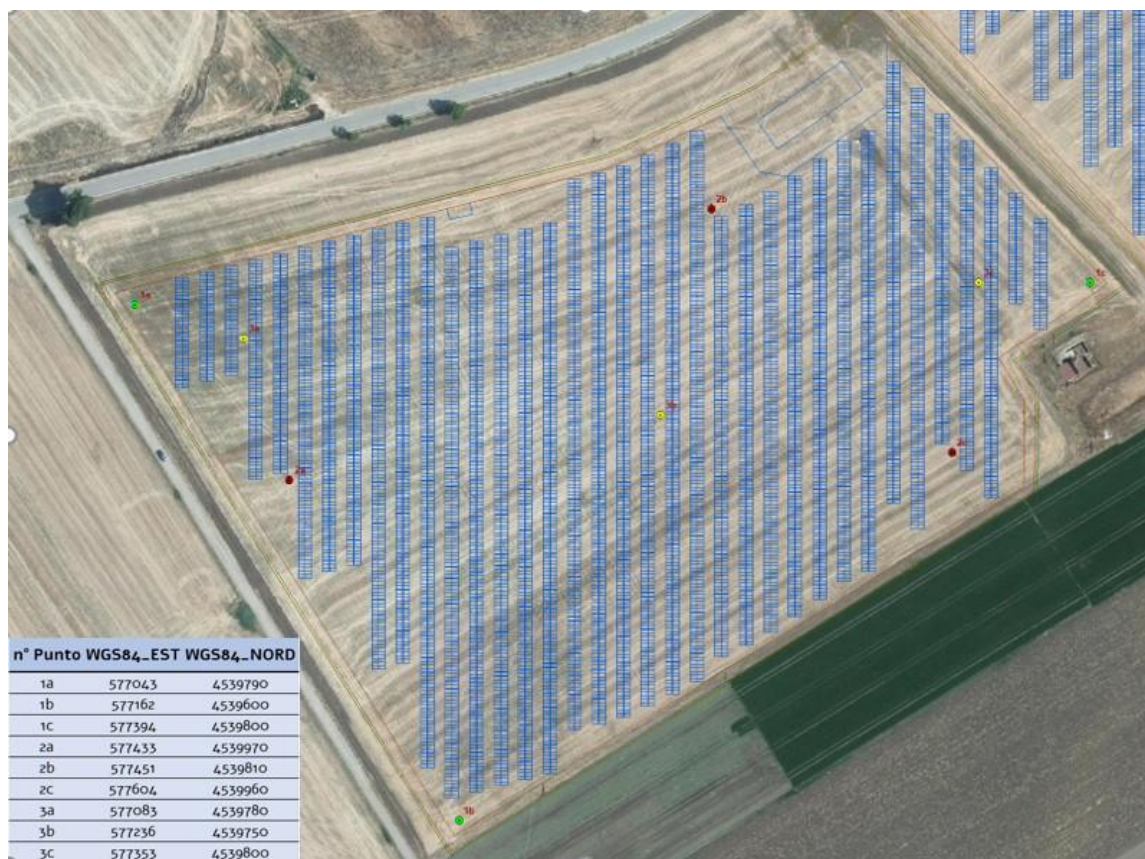 2b
1c
1a
3a
3b
2c
2a
n° Punto WGS84_EST WGS84_NORD
1a 577043 4539790
1b 577162 4539600
1c 577394 4539800
2a 577433 4539970
2b 577451 4539810
2c 577604 4539960
3a 577083 4539780
3b 577236 4539750
3c 577353 4539800
1b